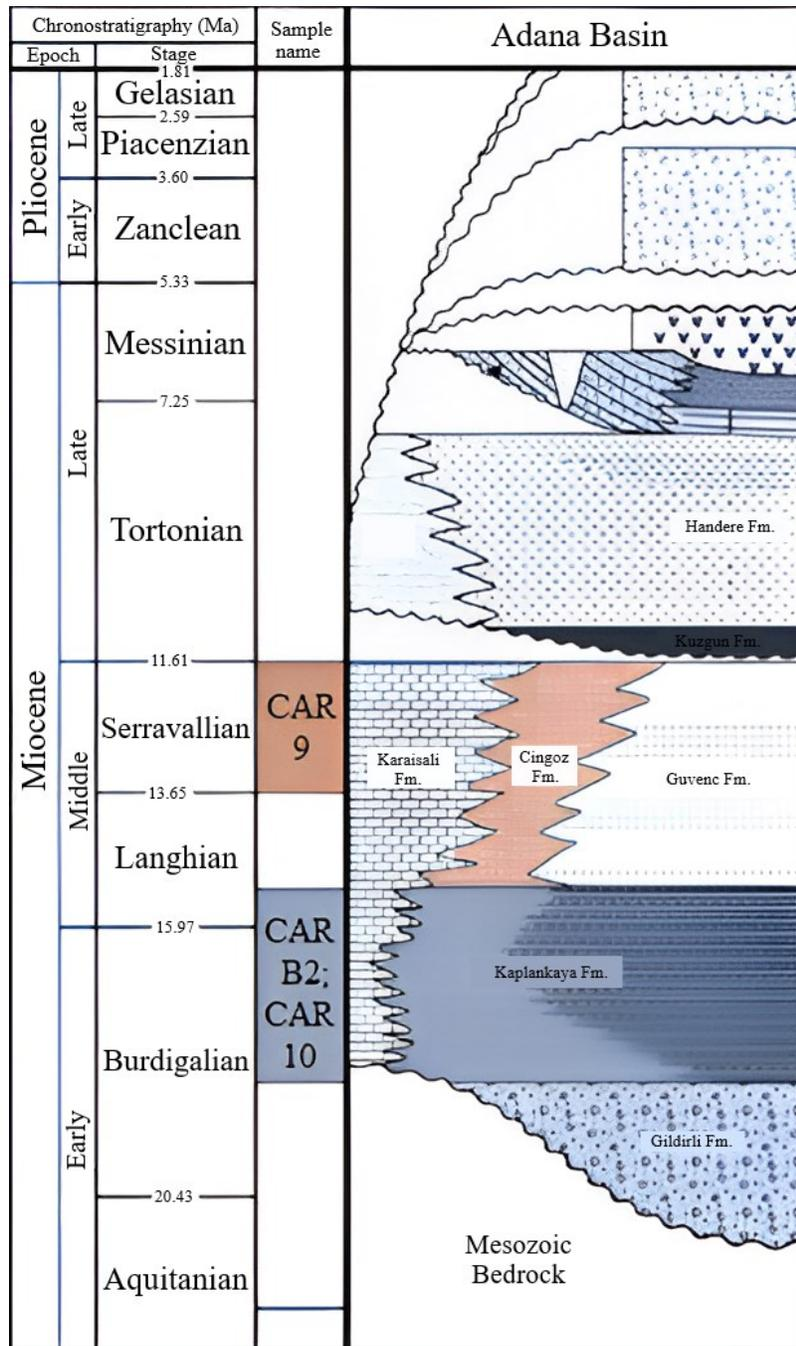 Chronostratigraphy (Ma)
Sample
name
Adana Basin
Epoch
Stage
1.81
Gelasian
2.59
Piacenzian
3.60
Zanclean
5.33
Messinian
7.25
Tortonian
11.61
Serravallian
13.65
Langhian
15.97
Burdigalian
20.43
Aquitanian
Pliocene
Late
Early
Miocene
Late
Middle
Early
CAR
9
CAR
B2;
CAR
10
Handere Fm.
Kuzgun Fm.
Karaisali
Fm.
Cingoz
Fm.
Guvenc Fm.
Kaplankaya Fm.
Gildirli Fm.
Mesozoic
Bedrock